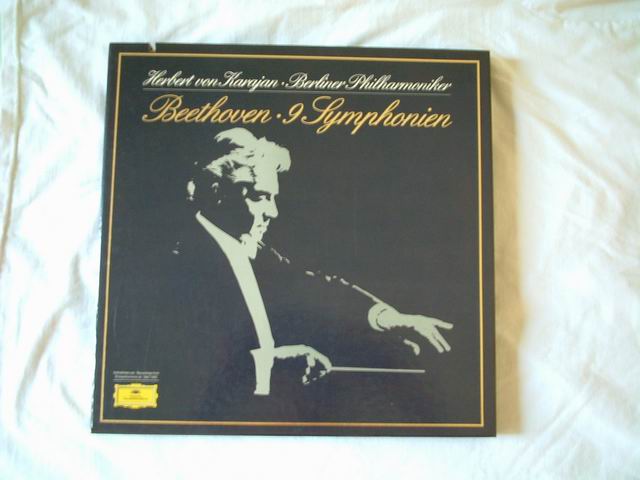 Herbert von Karajan · Berliner Philharmoniker
Beethoven · 9 Symphonien